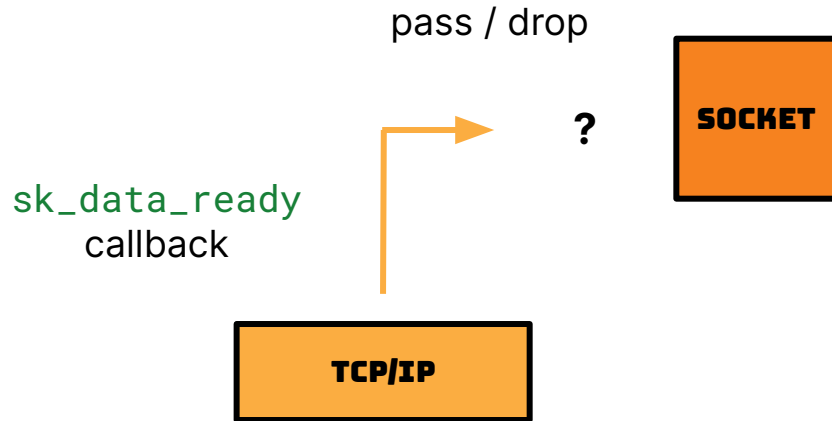 pass / drop
?
SOCKET
sk_data_ready
callback
TCP/IP